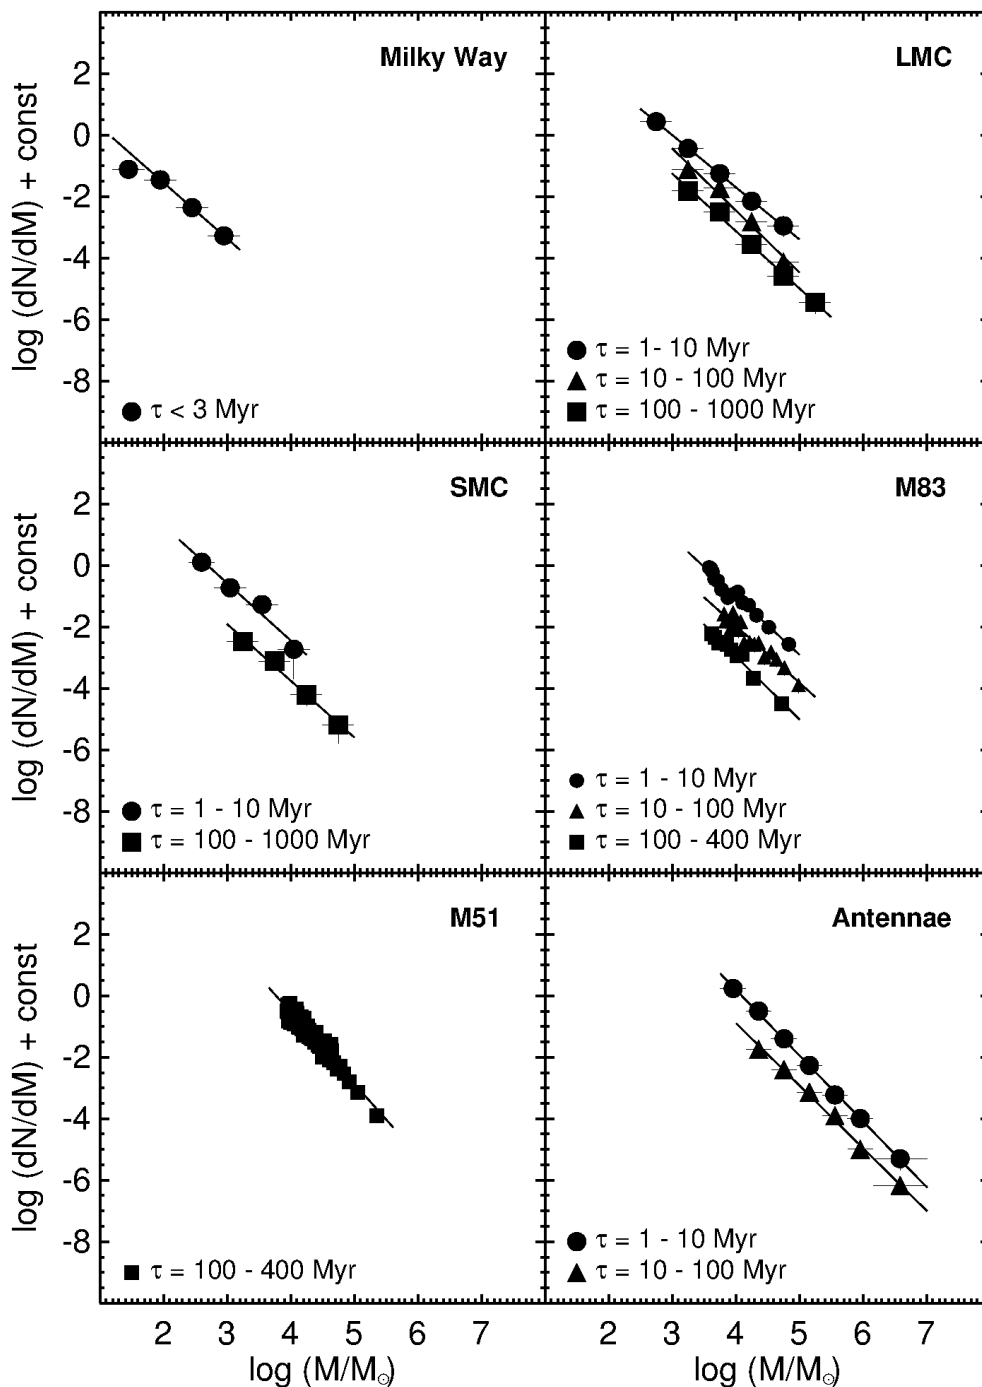 Milky Way
2
0
-2
-4
-6
-8
log (dN/dM) + const
τ < 3 Myr
LMC
τ = 1- 10 Myr
τ = 10 - 100 Myr
τ = 100 - 1000 Myr
SMC
2
0
-2
-4
-6
-8
log (dN/dM) + const
τ = 1 - 10 Myr
τ = 100 - 1000 Myr
M83
τ = 1 - 10 Myr
τ = 10 - 100 Myr
τ = 100 - 400 Myr
M51
2
0
-2
-4
-6
-8
log (dN/dM) + const
τ = 100 - 400 Myr
2 3 4 5 6 7
log (M/M⊙)
Antennae
τ = 1 - 10 Myr
τ = 10 - 100 Myr
2 3 4 5 6 7
log (M/M⊙)